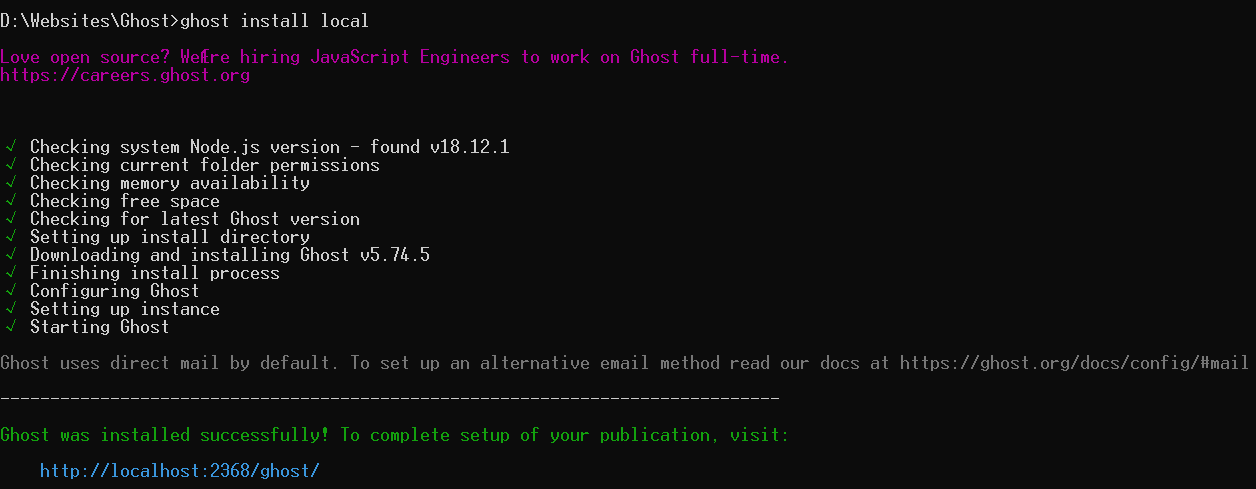 D:\Websites\Ghost>ghost install local
Love open source? We're hiring JavaScript Engineers to work on Ghost full-time.
https://careers.ghost.org
√ Checking system Node.js version - found v18.12.1
√ Checking current folder permissions
√ Checking memory availability
√ Checking free space
√ Checking for latest Ghost version
√ Setting up install directory
√ Downloading and installing Ghost v5.74.5
√ Finishing install process
√ Configuring Ghost
√ Setting up instance
√ Starting Ghost
Ghost uses direct mail by default. To set up an alternative email method read our docs at https://ghost.org/docs/config/#mail
------------------------------------------------------------------------------
Ghost was installed successfully! To complete setup of your publication, visit:
http://localhost:2368/ghost/